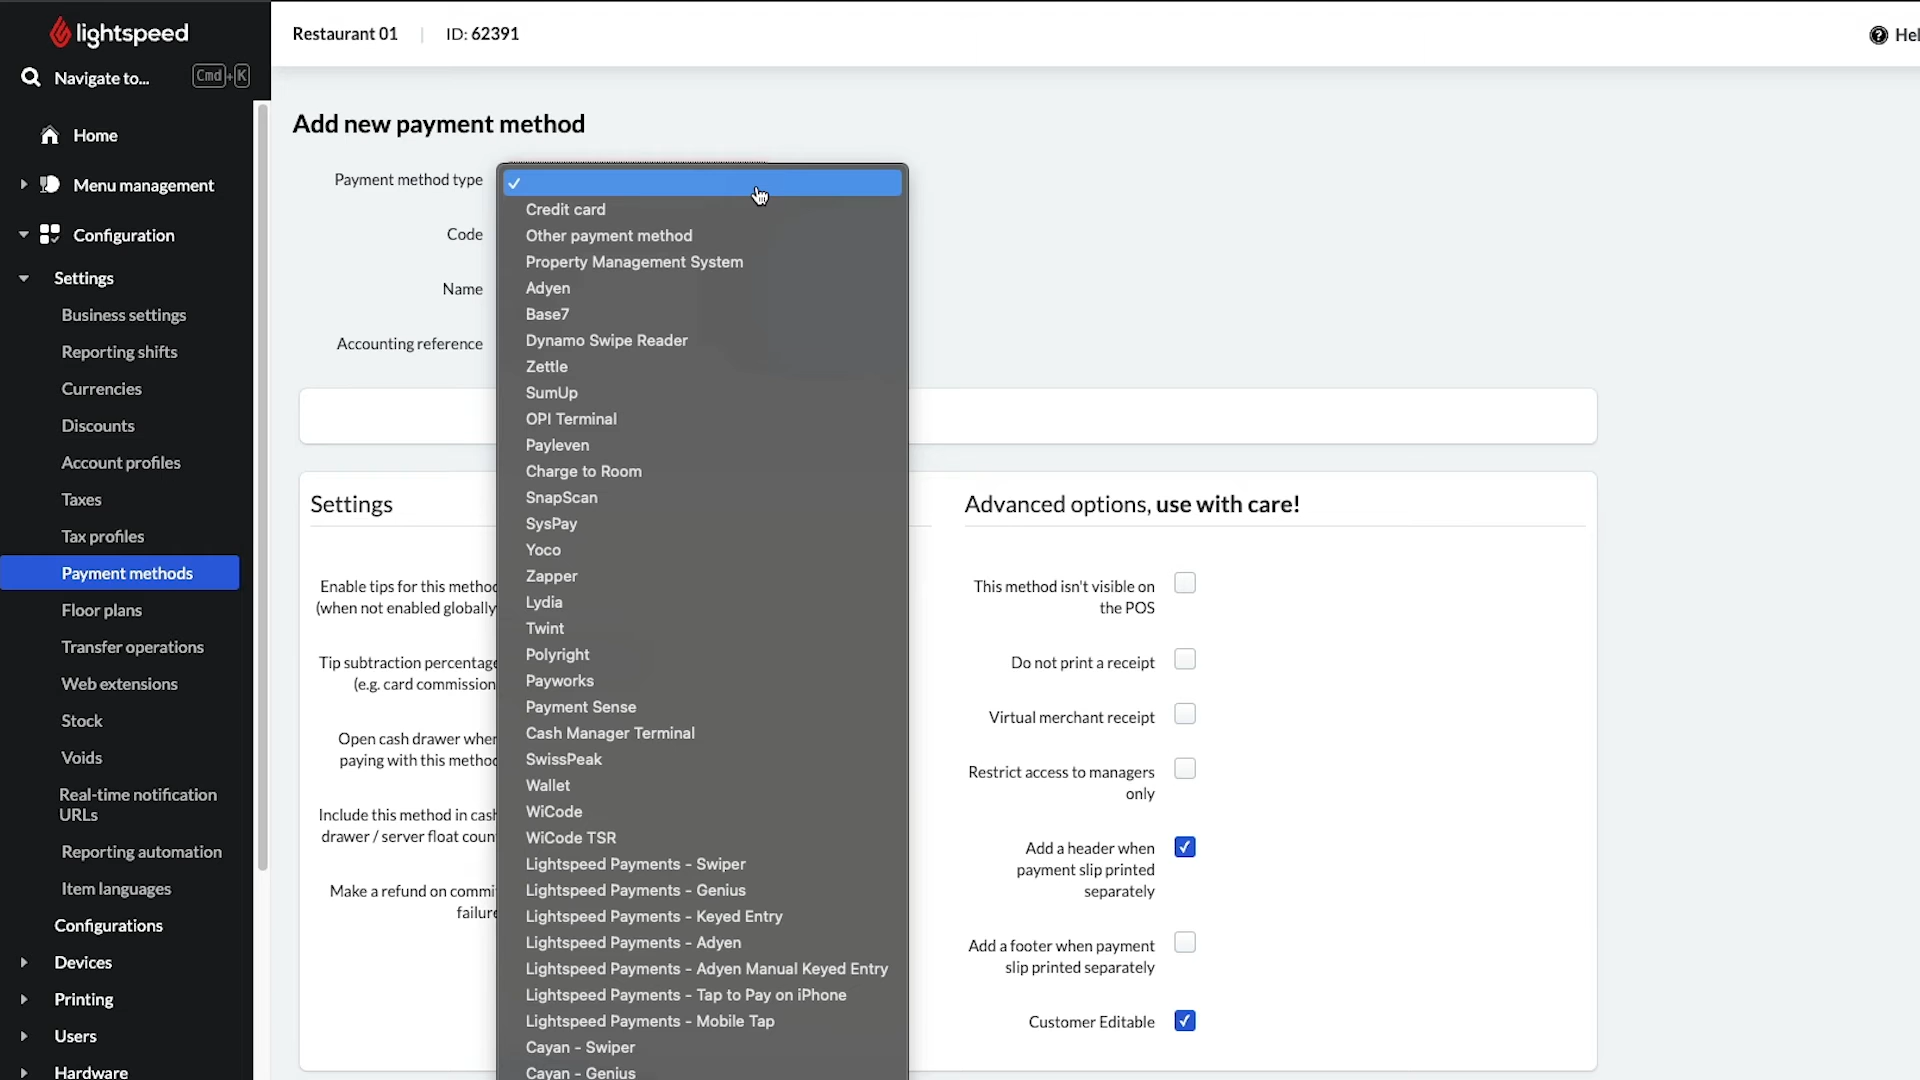 lightspeed
Restaurant 01 | ID: 62391
Hel
Navigate to... Cmd+K
Home
Menu management
Configuration
Settings
Business settings
Reporting shifts
Currencies
Discounts
Account profiles
Taxes
Tax profiles
Payment methods
Floor plans
Transfer operations
Web extensions
Stock
Voids
Real-time notification
URLs
Reporting automation
Item languages
Configurations
Devices
Printing
Users
Hardware
Add new payment method
Payment method type
Code
Name
Accounting reference
Credit card
Other payment method
Property Management System
Adyen
Base7
Dynamo Swipe Reader
Zettle
SumUp
OPI Terminal
Payleven
Charge to Room
SnapScan
SysPay
Yoco
Zapper
Lydia
Twint
Polyright
Payworks
Payment Sense
Cash Manager Terminal
SwissPeak
Wallet
WiCode
WiCode TSR
Lightspeed Payments - Swiper
Lightspeed Payments - Genius
Lightspeed Payments - Keyed Entry
Lightspeed Payments - Adyen
Lightspeed Payments - Adyen Manual Keyed Entry
Lightspeed Payments - Tap to Pay on iPhone
Lightspeed Payments - Mobile Tap
Cayan - Swiper
Cayan - Genius
Settings
Enable tips for this method
(when not enabled globally
Tip subtraction percentage
(e.g. card commission
Open cash drawer when
paying with this method
Include this method in cash
drawer / server float coun
Make a refund on commi
failure
Advanced options, use with care!
This method isn't visible on
the POS
Do not print a receipt
Virtual merchant receipt
Restrict access to managers
only
Add a header when
payment slip printed
separately
Add a footer when payment
slip printed separately
Customer Editable